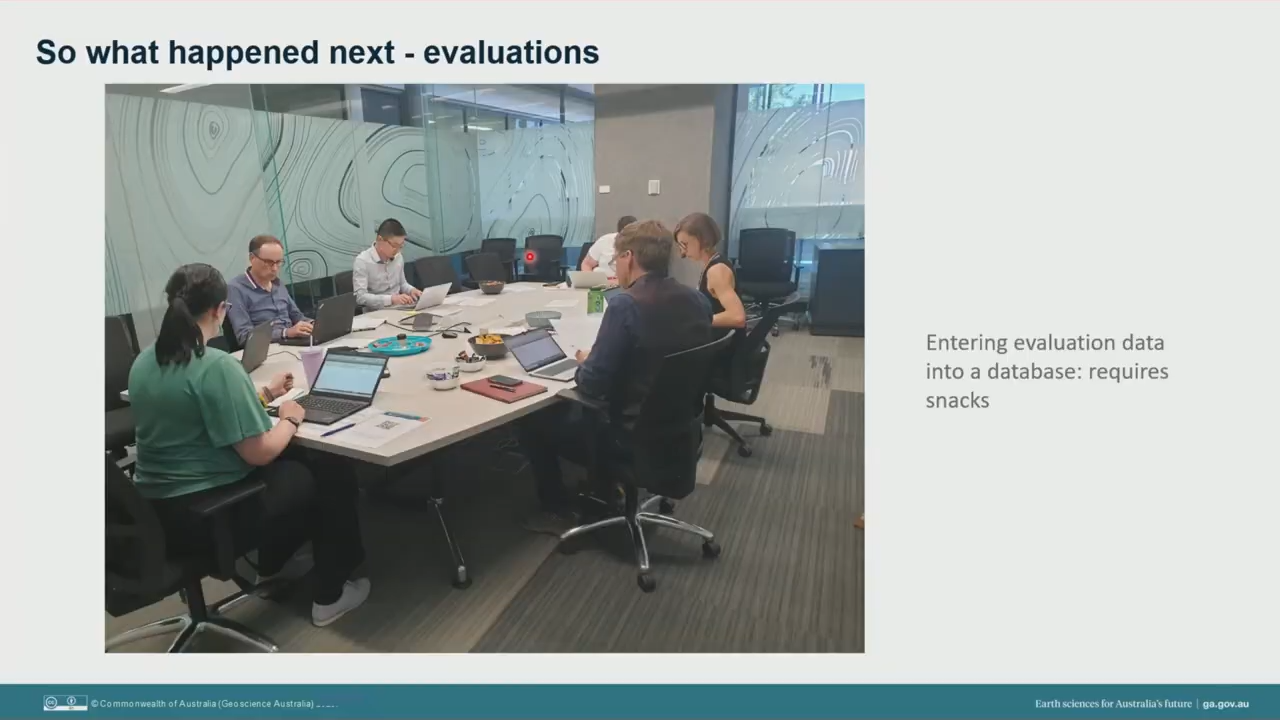 So what happened next - evaluations
Entering evaluation data
into a database: requires
snacks
© Commonwealth of Australia (Geoscience Australia)
Earth sciences for Australia's future | ga.gov.au